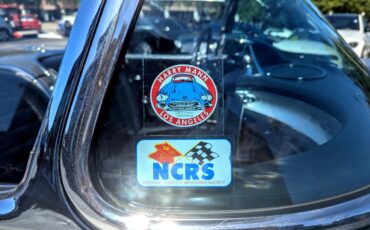 HARRY MANN
LOS ANGELES
NCRS
NATIONAL CORVETTE RESTORERS SOCIETY